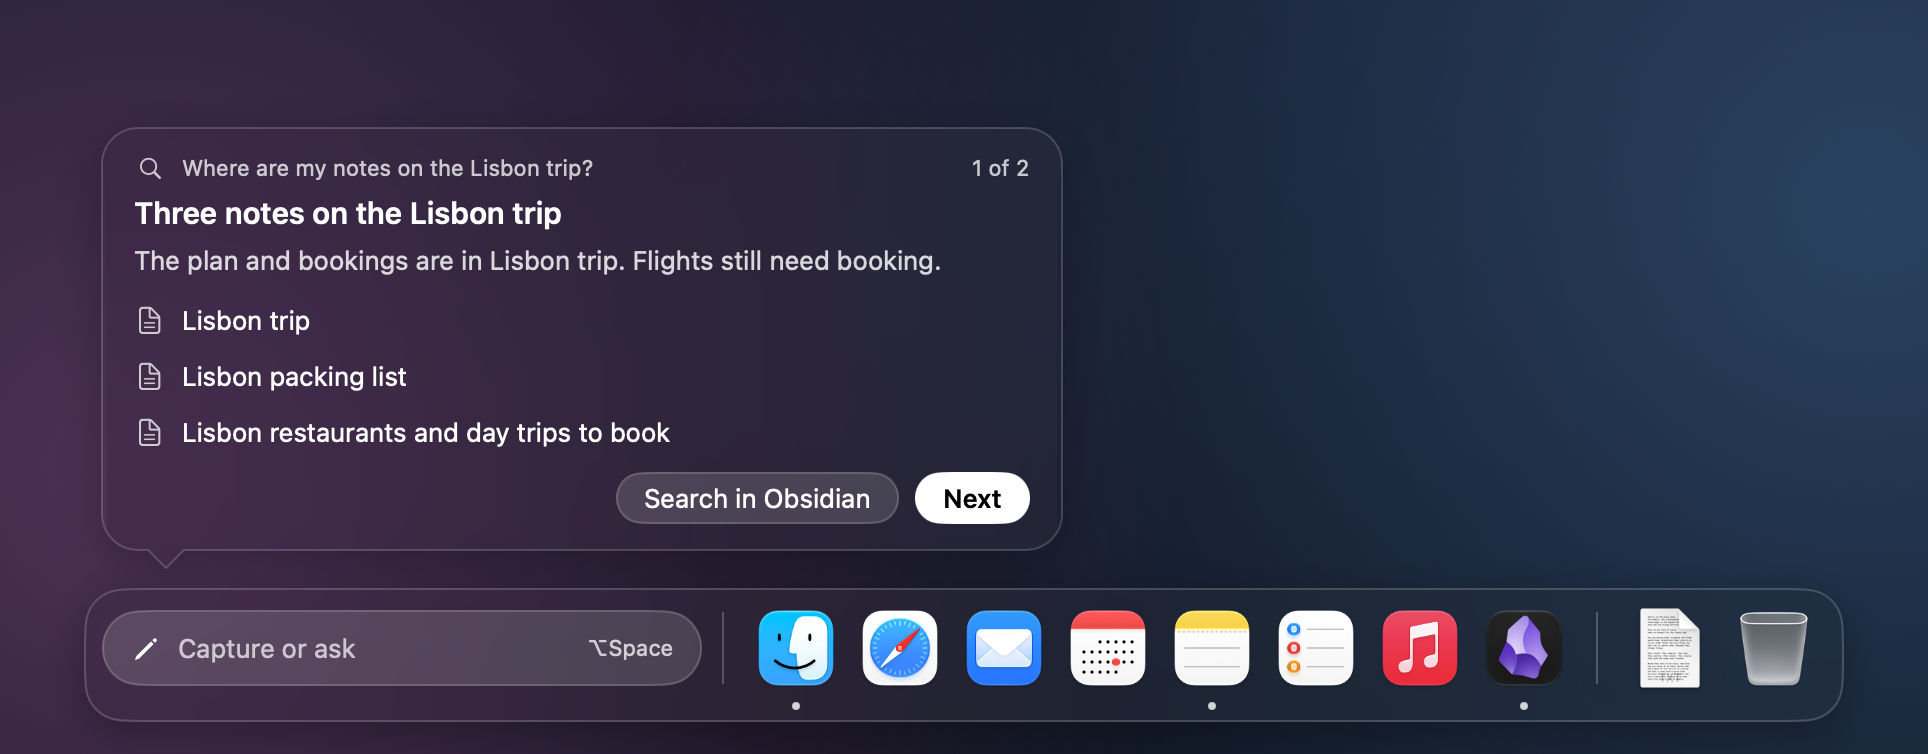 Where are my notes on the Lisbon trip?
1 of 2
Three notes on the Lisbon trip
The plan and bookings are in Lisbon trip. Flights still need booking.
Lisbon trip
Lisbon packing list
Lisbon restaurants and day trips to book
Search in Obsidian
Next
Capture or ask
⌥Space